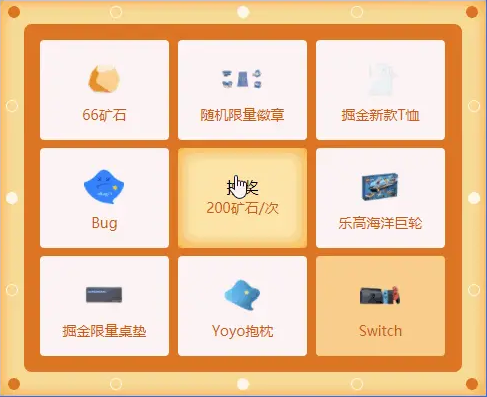 66矿石
随机限量徽章
掘金新款T恤
Bug
抽奖
200矿石/次
乐高海洋巨轮
掘金限量桌垫
Yoyo抱枕
Switch